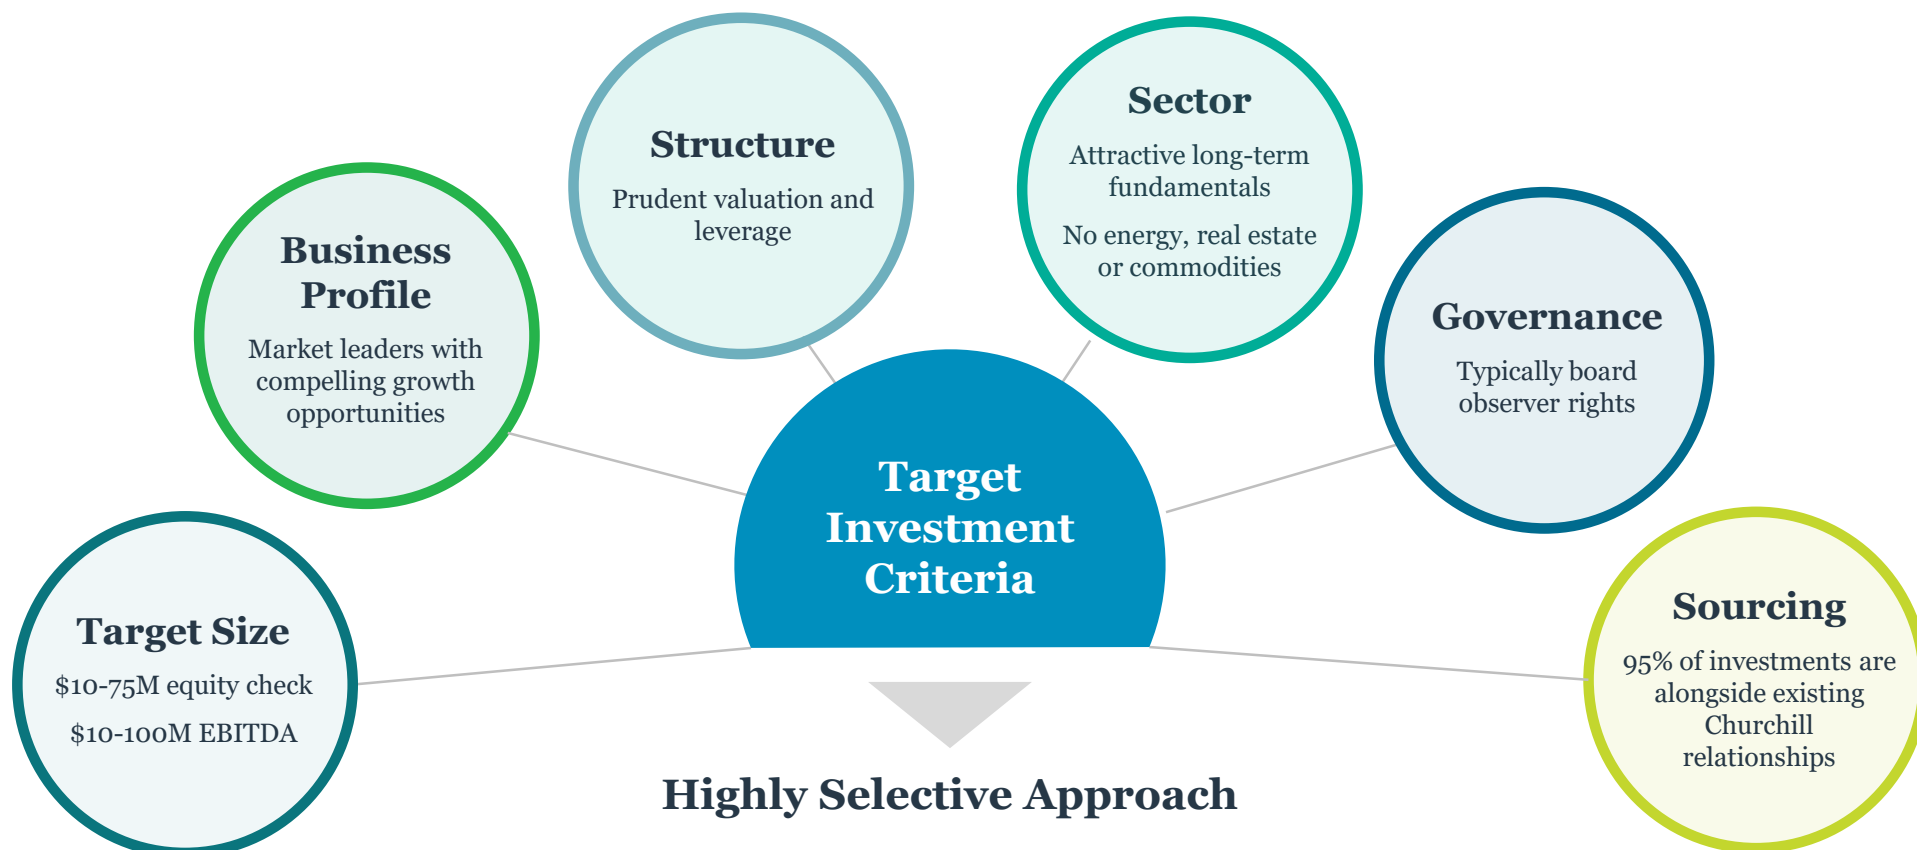 Target Size
$10-75M equity check
$10-100M EBITDA
Business
Profile
Market leaders with
compelling growth
opportunities
Structure
Prudent valuation and
leverage
Sector
Attractive long-term
fundamentals
No energy, real estate
or commodities
Governance
Typically board
observer rights
Sourcing
95% of investments are
alongside existing
Churchill
relationships
Target
Investment
Criteria
Highly Selective Approach